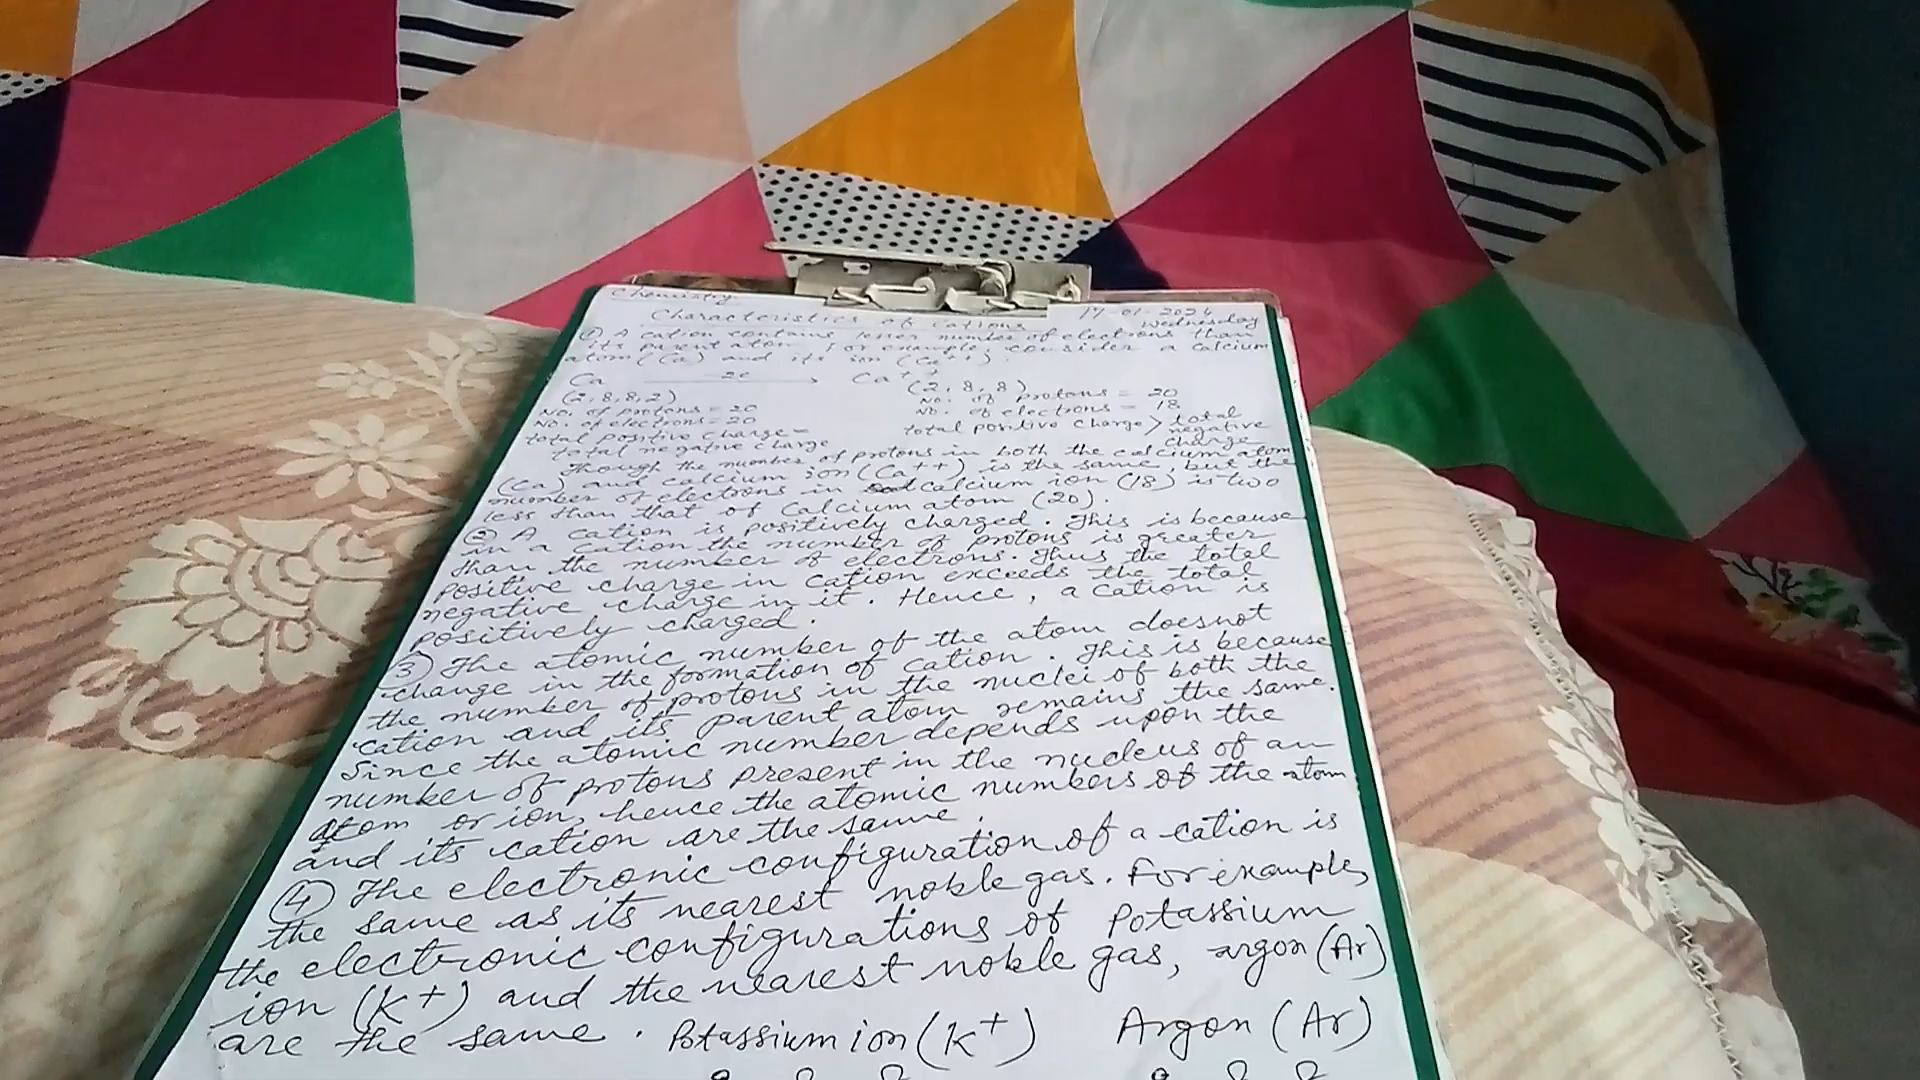 Chemistry
Characteristics of Cations 17-01-2024
Wednesday
① A cation contains lesser number of electrons than
its parent atom. For example, consider a calcium
atom (Ca) and its ion (Ca++)
Ca -2e Ca++
(2,8,8,2) (2,8,8)
No. of protons = 20 No. of protons = 20
No. of electrons = 20 No. of electrons = 18
total positive charge = total positive charge > total
total negative charge negative
charge
Though the number of protons in both the calcium atom
(Ca) and calcium ion (Ca++) is the same, but the
number of electrons in calcium ion (18) is two
less than that of Calcium atom (20).
② A cation is positively charged. This is because
in a cation the number of protons is greater
than the number of electrons. Thus the total
positive charge in cation exceeds the total
negative charge in it. Hence, a cation is
positively charged.
③ The atomic number of the atom doesnot
change in the formation of cation. This is because
the number of protons in the nuclei of both the
cation and its parent atom remains the same.
Since the atomic number depends upon the
number of protons present in the nucleus of an
atom or ion, hence the atomic numbers of the atom
and its cation are the same.
④ The electronic configuration of a cation is
the same as its nearest noble gas. For example,
the electronic configurations of Potassium
ion (K+) and the nearest noble gas, argon (Ar)
are the same. Potassium ion (K+) Argon (Ar)